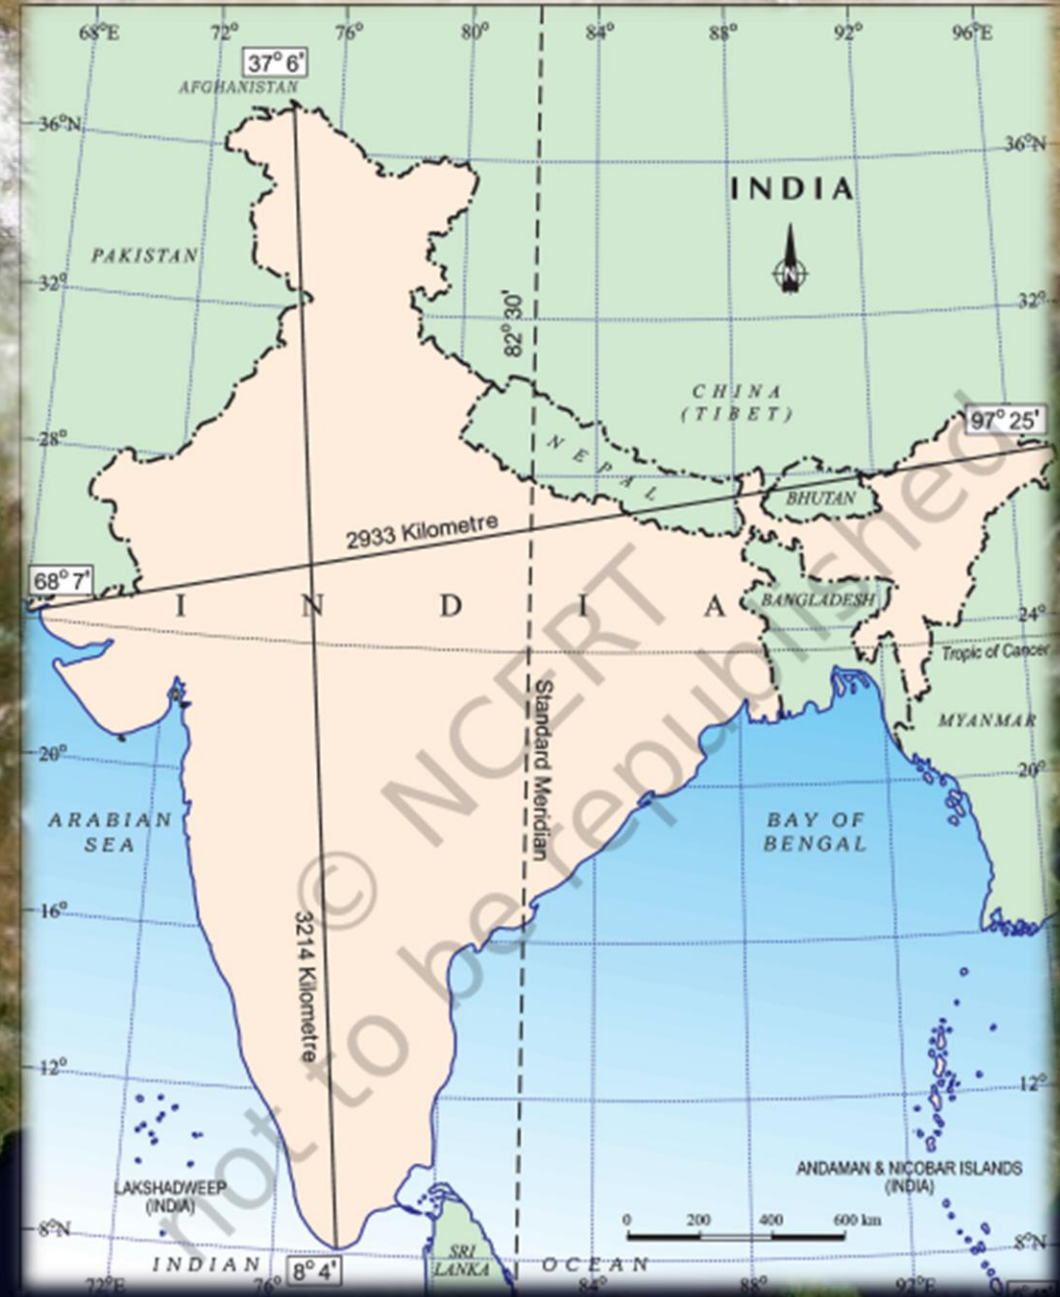 68°E
72°
76°
80°
84°
88°
92°
96°E
37° 6'
AFGHANISTAN
36°N
36°N
INDIA
N
PAKISTAN
32°
32°
82° 30'
CHINA
(TIBET)
97° 25'
28°
NEPAL
BHUTAN
2933 Kilometre
68° 7'
INDIA
BANGLADESH
24°
Tropic of Cancer
Standard Meridian
MYANMAR
20°
20°
ARABIAN
SEA
BAY OF
BENGAL
16°
3214 Kilometre
12°
12°
LAKSHADWEEP
(INDIA)
ANDAMAN & NICOBAR ISLANDS
(INDIA)
0 200 400 600 km
8°N
8°N
INDIAN OCEAN
8° 4'
SRI
LANKA
72°E
76°
84°
88°
92°E
© NCERT
not to be republished